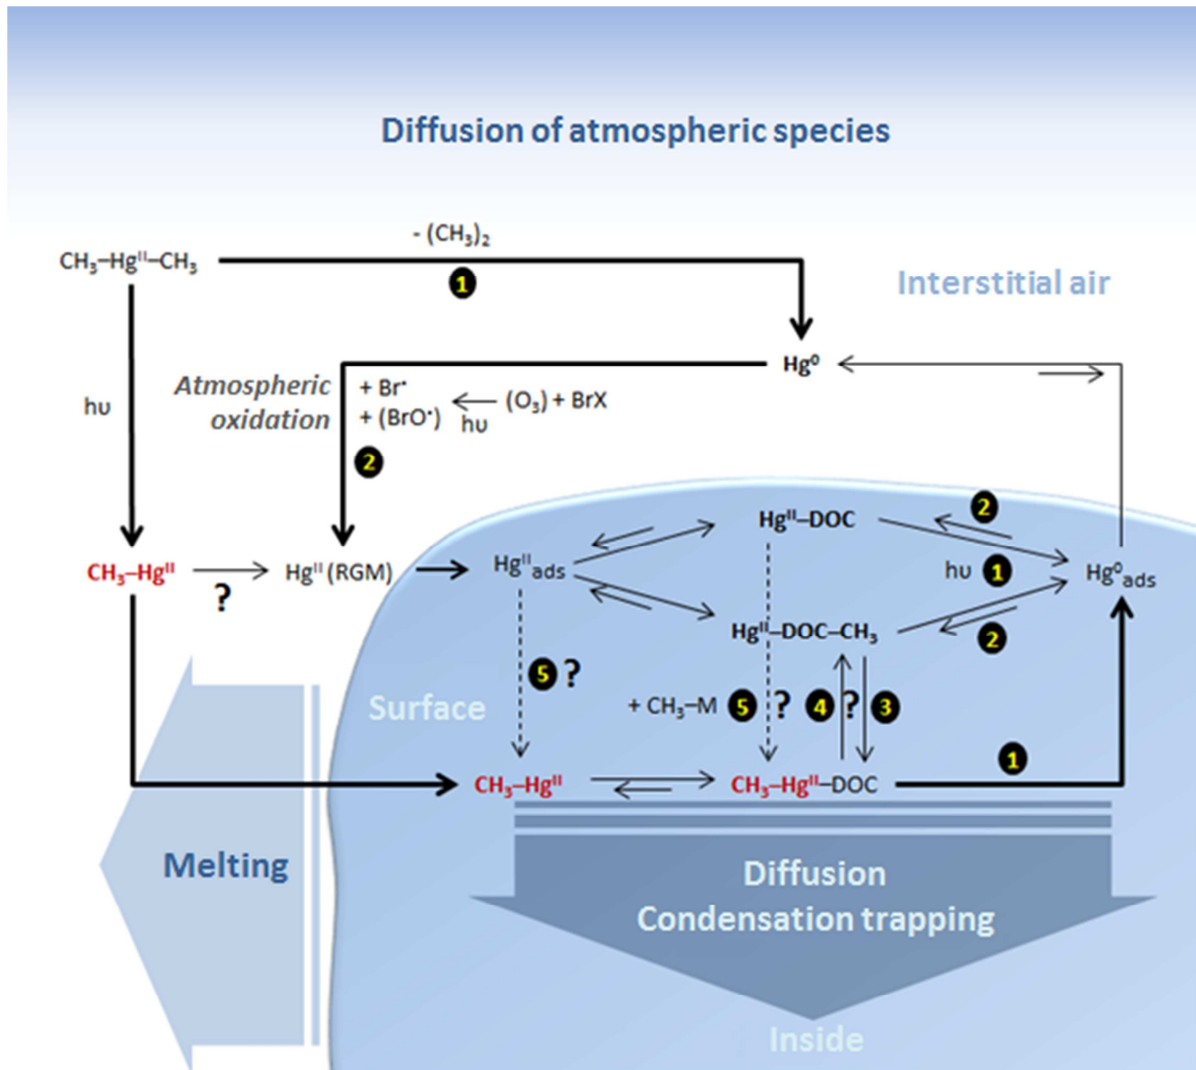 Diffusion of atmospheric species
- (CH₃)₂
CH₃–Hgᴵᴵ–CH₃
1
Interstitial air
Hg⁰
Atmospheric
oxidation
+ Br•
+ (BrO•)
(O₃) + BrX
hυ
hυ
2
CH₃–Hgᴵᴵ
?
Hgᴵᴵ (RGM)
Hgᴵᴵads
Hgᴵᴵ–DOC
2
hυ 1
Hg⁰ads
Hgᴵᴵ–DOC–CH₃
2
5 ?
Surface
+ CH₃–M 5 ? 4 ? 3
CH₃–Hgᴵᴵ
CH₃–Hgᴵᴵ–DOC
1
Melting
Diffusion
Condensation trapping
Inside